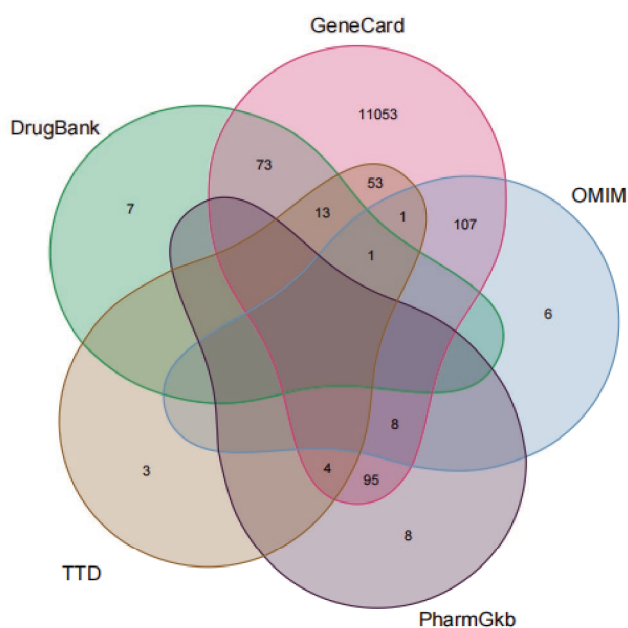 GeneCard
11053
DrugBank
73
53
OMIM
7
13
1
107
1
6
8
3
4
95
8
TTD
PharmGkb